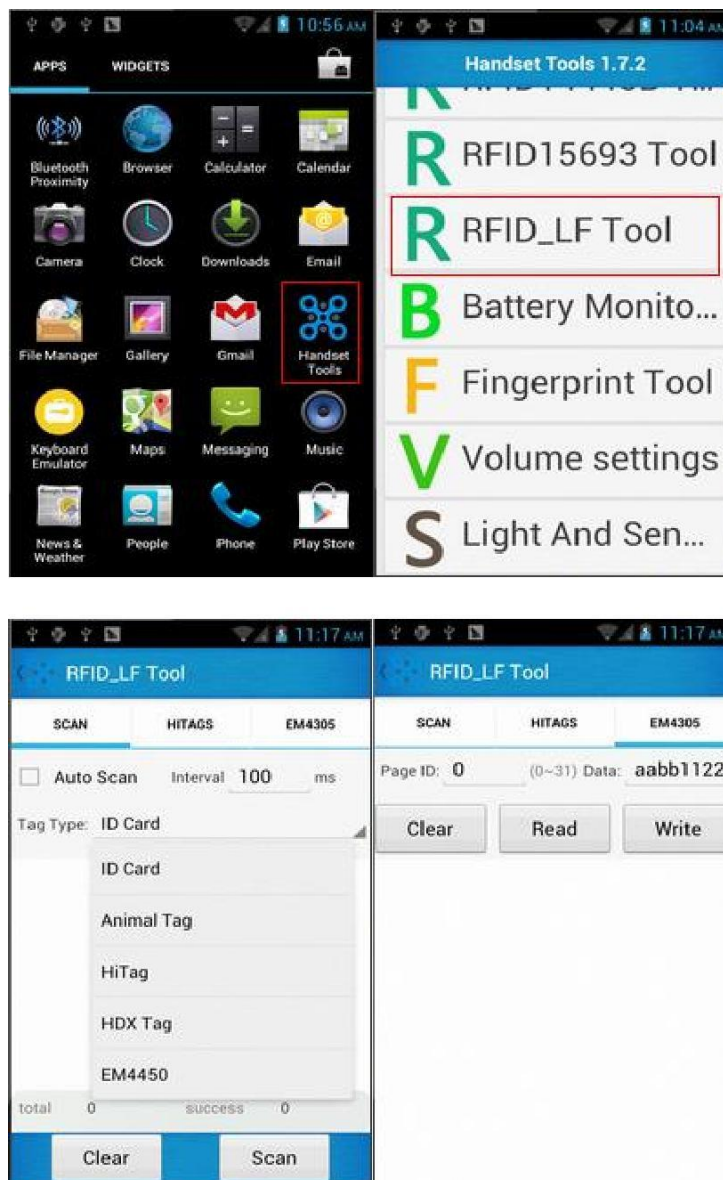 10:56 AM
APPS WIDGETS
Bluetooth Proximity
Browser
Calculator
Calendar
Camera
Clock
Downloads
Email
File Manager
Gallery
Gmail
Handset Tools
Keyboard Emulator
Maps
Messaging
Music
News & Weather
People
Phone
Play Store
11:04 AM
Handset Tools 1.7.2
RFID15693 Tool
R RFID_LF Tool
B Battery Monito...
F Fingerprint Tool
V Volume settings
S Light And Sen...
11:17 AM
RFID_LF Tool
SCAN HITAGS EM4305
Auto Scan Interval 100 ms
Tag Type: ID Card
ID Card
Animal Tag
HiTag
HDX Tag
EM4450
total 0 success 0
Clear Scan
11:17 AM
RFID_LF Tool
SCAN HITAGS EM4305
Page ID: 0 (0~31) Data: aabb1122
Clear Read Write